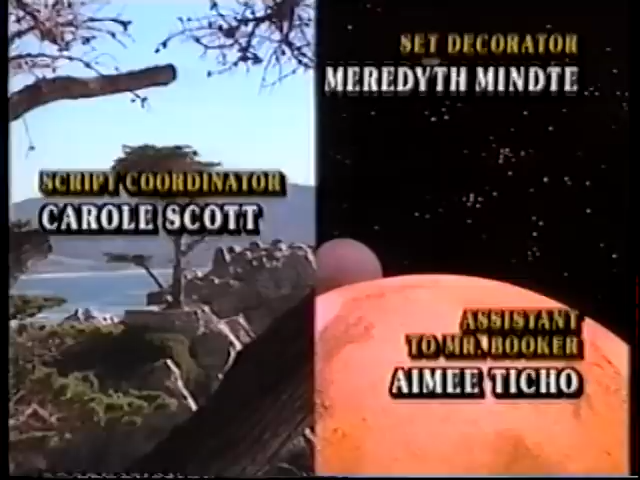 SET DECORATOR
MEREDYTH MINDTE
SCRIPT COORDINATOR
CAROLE SCOTT
ASSISTANT
TO MR. BOOKER
AIMEE TICHO